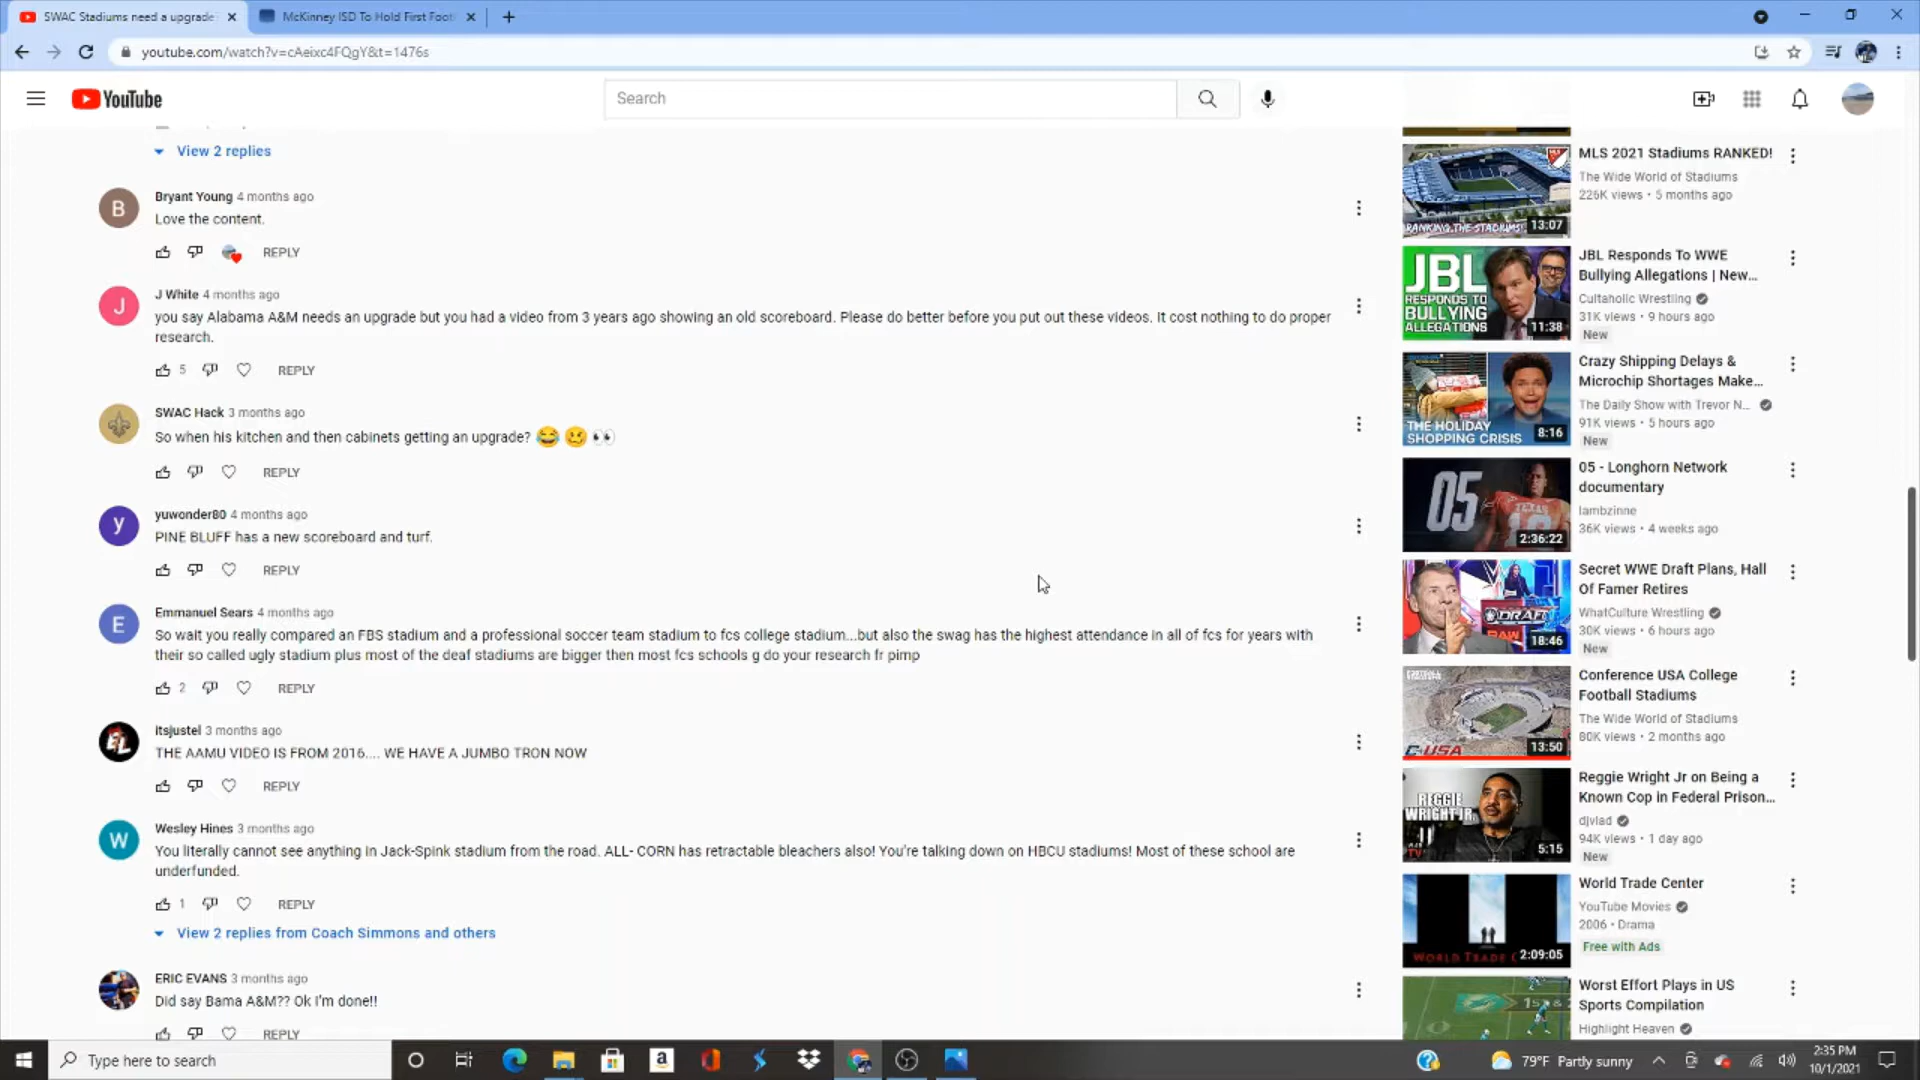 SWAC Stadiums need a upgrade
McKinney ISD To Hold First Foot
youtube.com/watch?v=cAeixc4FQgY&t=1476s
YouTube
Search
View 2 replies
B
Bryant Young 4 months ago
Love the content.
REPLY
J
J White 4 months ago
you say Alabama A&M needs an upgrade but you had a video from 3 years ago showing an old scoreboard. Please do better before you put out these videos. It cost nothing to do proper
research.
5 REPLY
SWAC Hack 3 months ago
So when his kitchen and then cabinets getting an upgrade? 😂 🥴 👀
REPLY
y
yuwonder80 4 months ago
PINE BLUFF has a new scoreboard and turf.
REPLY
E
Emmanuel Sears 4 months ago
So wait you really compared an FBS stadium and a professional soccer team stadium to fcs college stadium...but also the swag has the highest attendance in all of fcs for years with
their so called ugly stadium plus most of the deaf stadiums are bigger then most fcs schools g do your research fr pimp
2 REPLY
itsjustel 3 months ago
THE AAMU VIDEO IS FROM 2016.... WE HAVE A JUMBO TRON NOW
REPLY
W
Wesley Hines 3 months ago
You literally cannot see anything in Jack-Spink stadium from the road. ALL- CORN has retractable bleachers also! You're talking down on HBCU stadiums! Most of these school are
underfunded.
1 REPLY
View 2 replies from Coach Simmons and others
ERIC EVANS 3 months ago
Did say Bama A&M?? Ok I'm done!!
REPLY
RANKING THE STADIUMS!
13:07
MLS 2021 Stadiums RANKED!
The Wide World of Stadiums
226K views • 5 months ago
JBL
RESPONDS TO
BULLYING
ALLEGATIONS
11:38
JBL Responds To WWE
Bullying Allegations | New...
Cultaholic Wrestling
31K views • 9 hours ago
New
THE HOLIDAY
SHOPPING CRISIS
8:16
Crazy Shipping Delays &
Microchip Shortages Make...
The Daily Show with Trevor N...
91K views • 5 hours ago
New
05
TEXAS
2:36:22
05 - Longhorn Network
documentary
lambzinne
36K views • 4 weeks ago
DRAFT
RAW
18:46
Secret WWE Draft Plans, Hall
Of Famer Retires
WhatCulture Wrestling
30K views • 6 hours ago
New
C-USA
13:50
Conference USA College
Football Stadiums
The Wide World of Stadiums
80K views • 2 months ago
REGGIE
WRIGHT JR.
5:15
Reggie Wright Jr on Being a
Known Cop in Federal Prison...
djvlad
94K views • 1 day ago
New
WORLD TRADE
2:09:05
World Trade Center
YouTube Movies
2006 • Drama
Free with Ads
Worst Effort Plays in US
Sports Compilation
Highlight Heaven
Type here to search
79°F Partly sunny
2:35 PM
10/1/2021